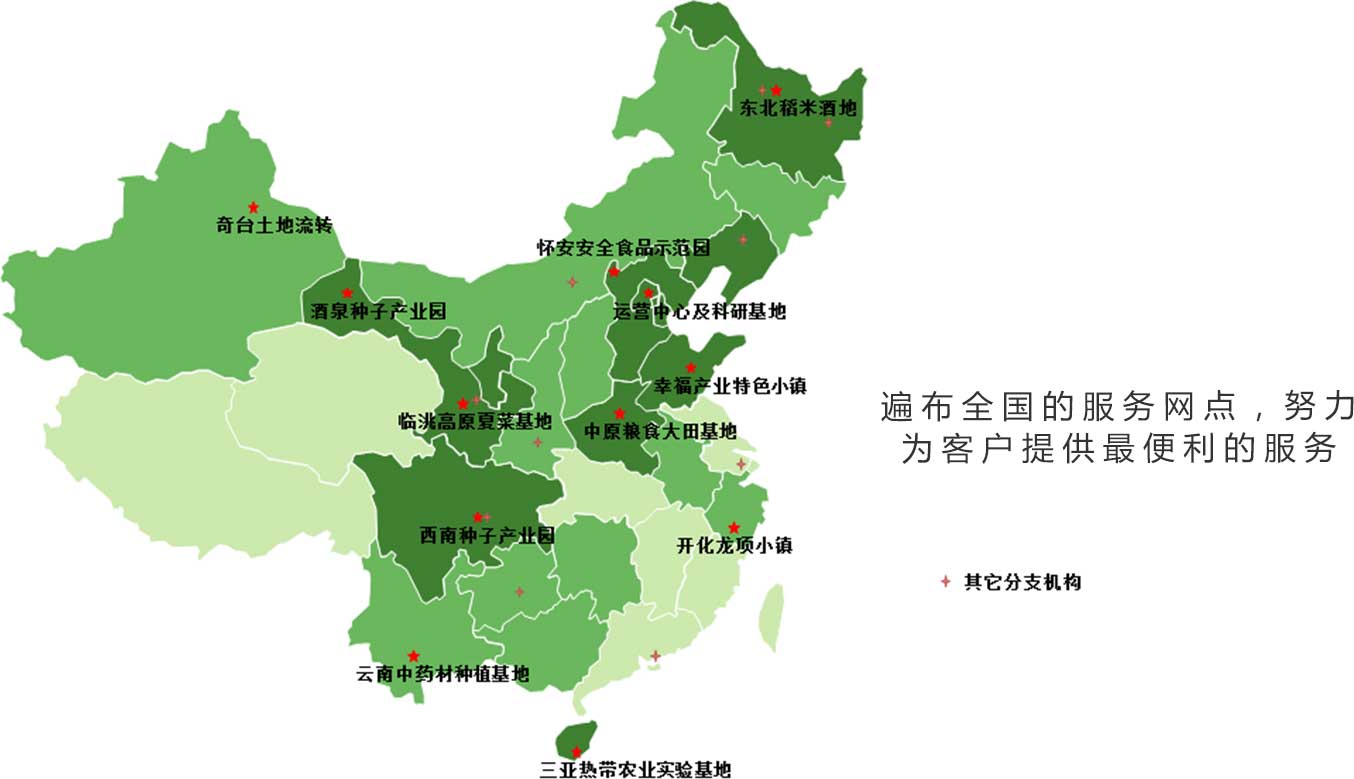 东北稻米酒地
奇台土地流转
怀安安全食品示范园
酒泉种子产业园
运营中心及科研基地
幸福产业特色小镇
遍布全国的服务网点，努力
临洮高原夏菜基地
中原粮食大田基地
为客户提供最便利的服务
西南种子产业园
开化龙项小镇
其它分支机构
云南中药材种植基地
三亚热带农业实验基地